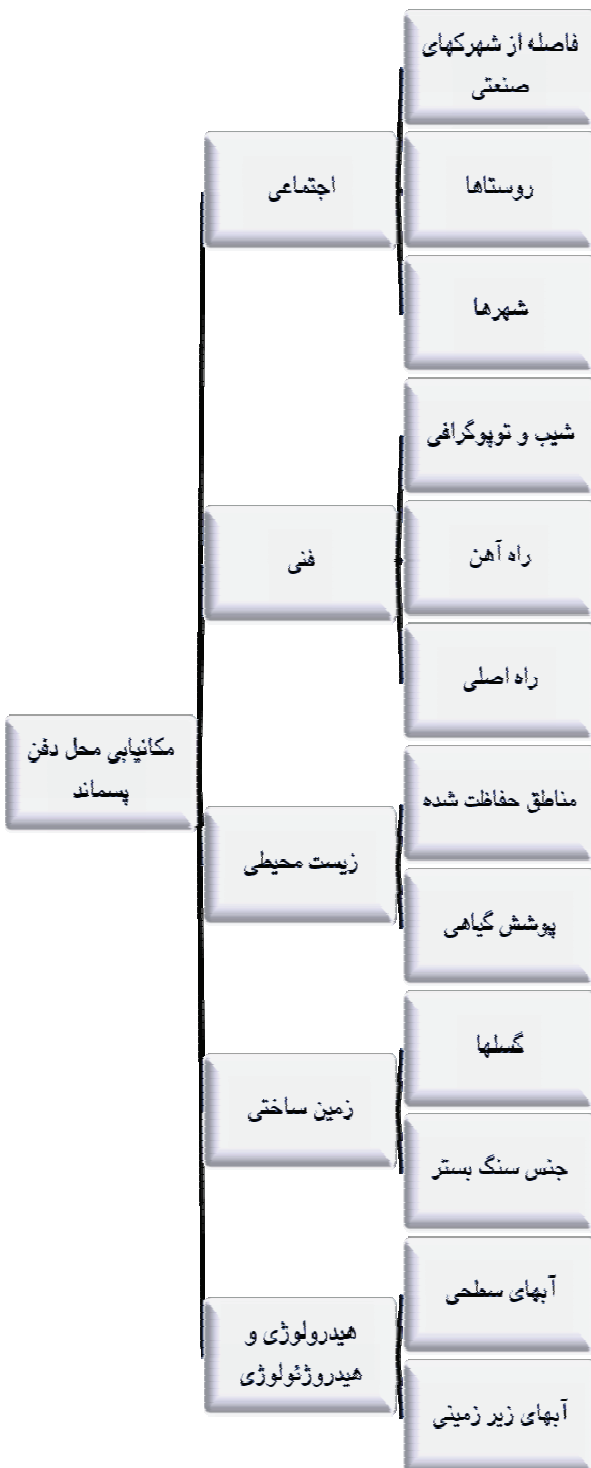 فاصله از شهرکهای
صنعتی
اجتماعی
روستاها
شهرها
شیب و توپوگرافی
فنی
راه آهن
راه اصلی
مکانیابی محل دفن
پسماند
مناطق حفاظت شده
زیست محیطی
پوشش گیاهی
گسلها
زمین ساختی
جنس سنگ بستر
آبهای سطحی
هیدرولوژی و
هیدروژئولوژی
آبهای زیر زمینی